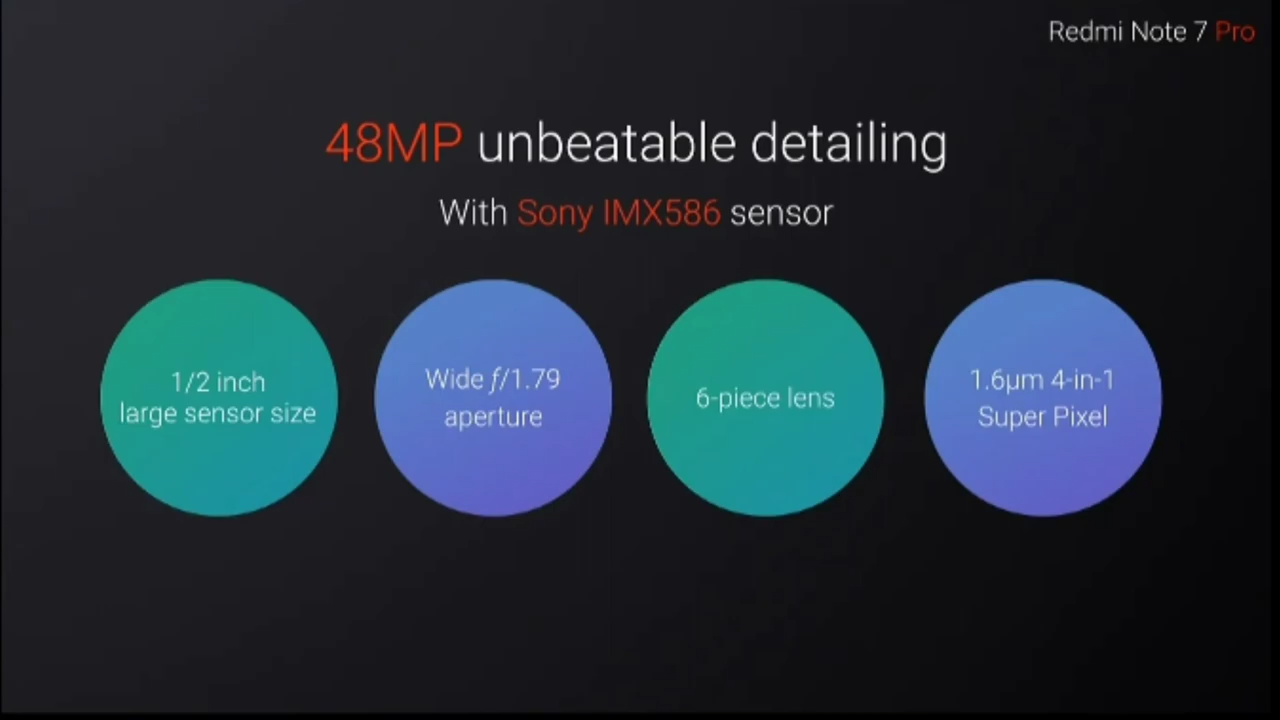 Redmi Note 7 Pro
48MP unbeatable detailing
With Sony IMX586 sensor
1/2 inch
large sensor size
Wide f/1.79
aperture
6-piece lens
1.6µm 4-in-1
Super Pixel